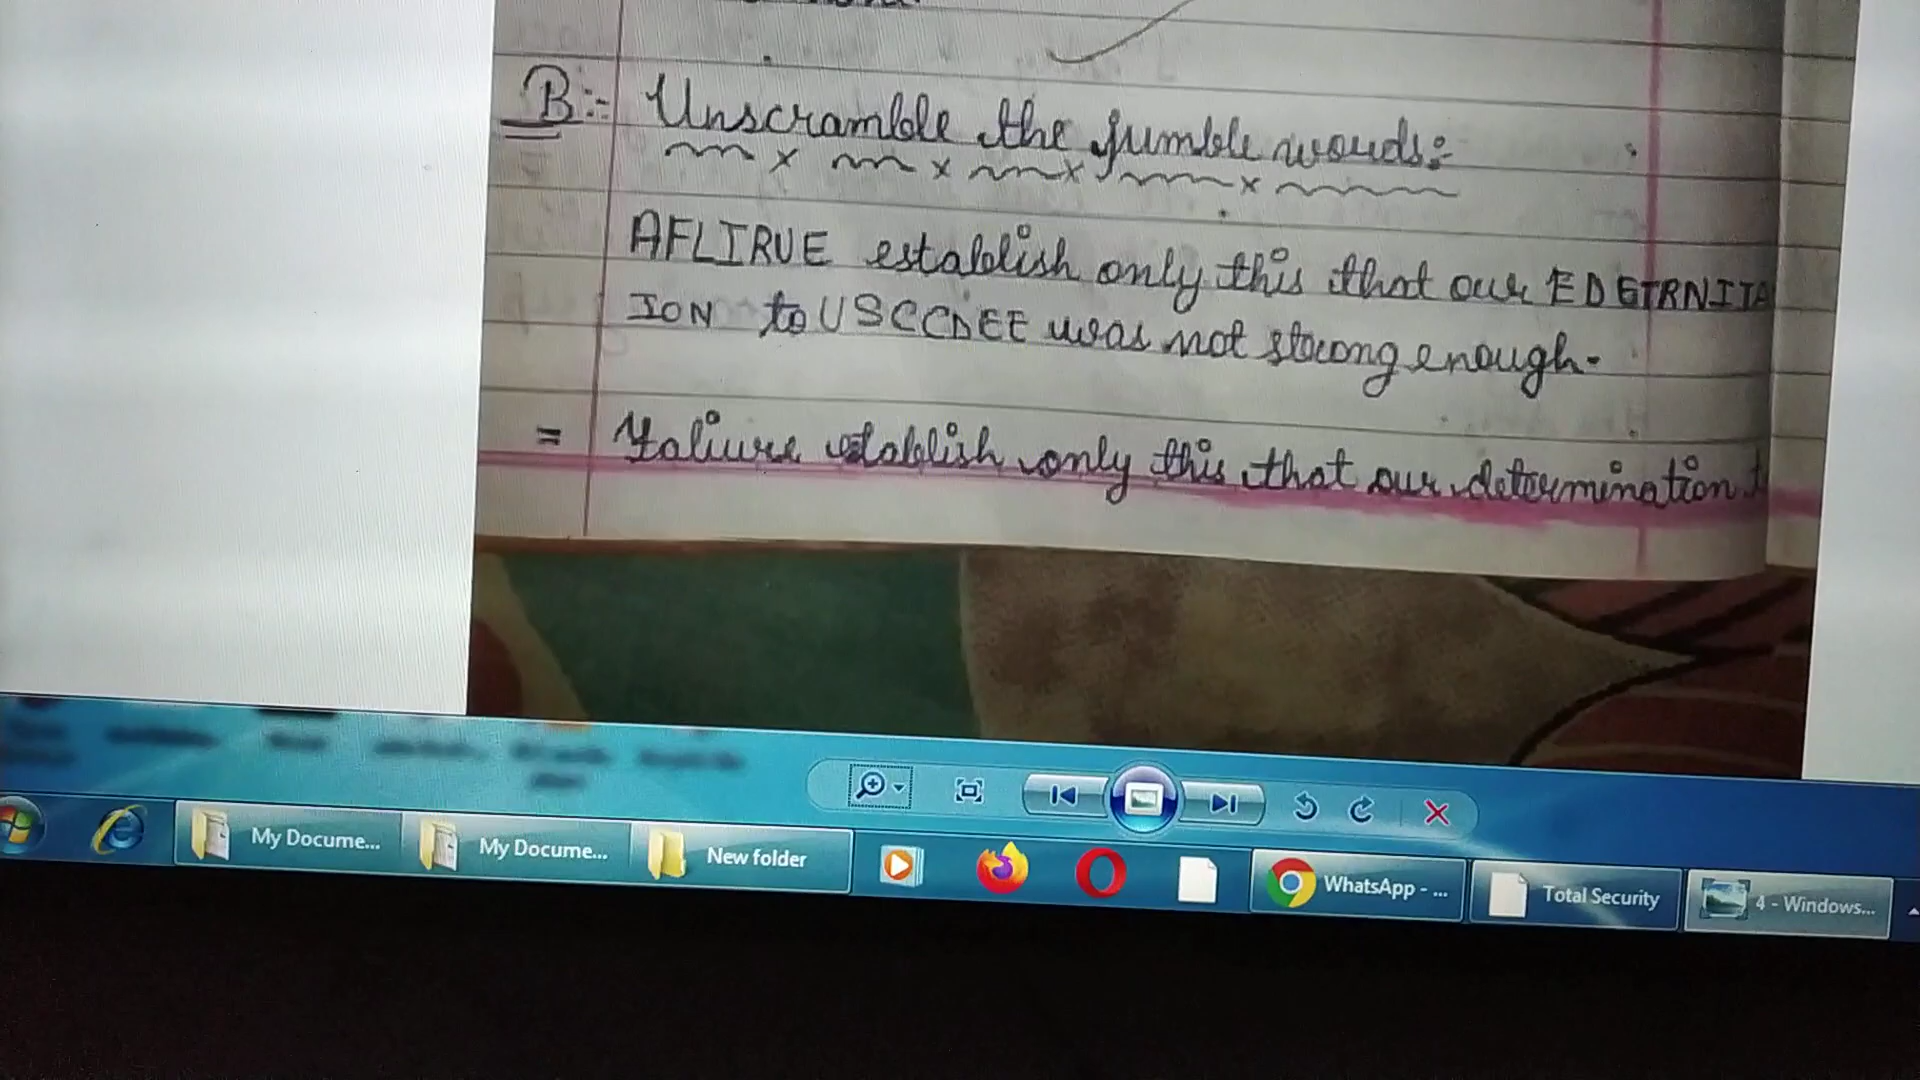 B:- Unscramble the jumble words:
AFLIRUE establish only this that our EDETRNITA
ION to USCCDEE was not strong enough.
= Faliure establish only this that our determination
My Docume...
My Docume...
New folder
WhatsApp - ...
Total Security
4 - Windows...